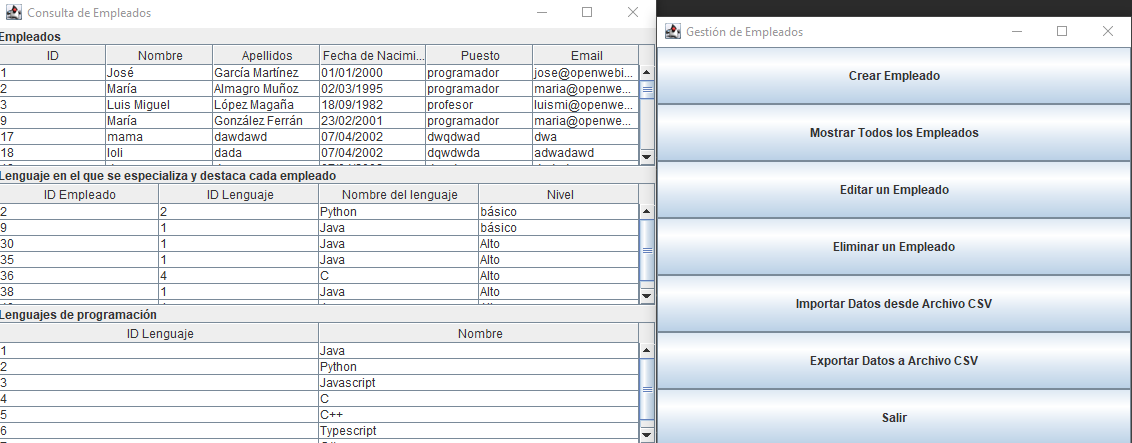 Consulta de Empleados
Empleados
ID Nombre Apellidos Fecha de Nacimi... Puesto Email
1 José García Martínez 01/01/2000 programador jose@openwebi...
2 María Almagro Muñoz 02/03/1995 programador maria@openwe...
3 Luis Miguel López Magaña 18/09/1982 profesor luismi@openwe...
9 María González Ferrán 23/02/2001 programador maria@openwe...
17 mama dawdawd 07/04/2002 dwqdwad dwa
18 loli dada 07/04/2002 dqwdwda adwadawd
Lenguaje en el que se especializa y destaca cada empleado
ID Empleado ID Lenguaje Nombre del lenguaje Nivel
2 2 Python básico
9 1 Java básico
30 1 Java Alto
35 1 Java Alto
36 4 C Alto
38 1 Java Alto
Lenguajes de programación
ID Lenguaje Nombre
1 Java
2 Python
3 Javascript
4 C
5 C++
6 Typescript
Gestión de Empleados
Crear Empleado
Mostrar Todos los Empleados
Editar un Empleado
Eliminar un Empleado
Importar Datos desde Archivo CSV
Exportar Datos a Archivo CSV
Salir